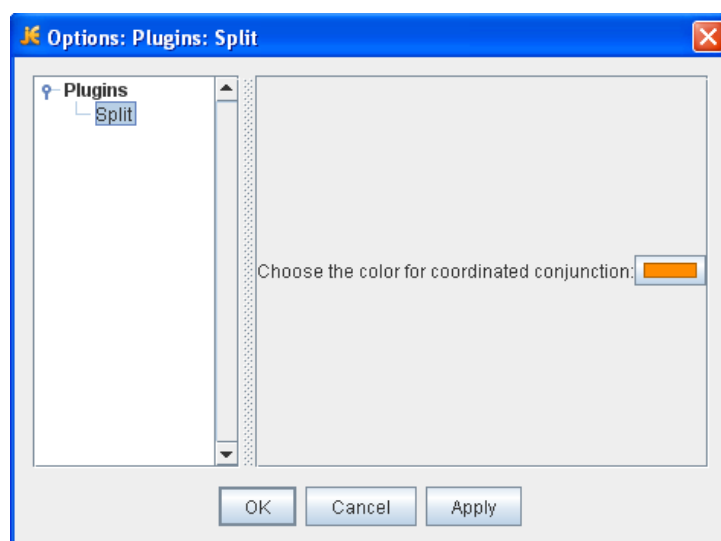 Options: Plugins: Split
Plugins
Split
Choose the color for coordinated conjunction:
OK Cancel Apply